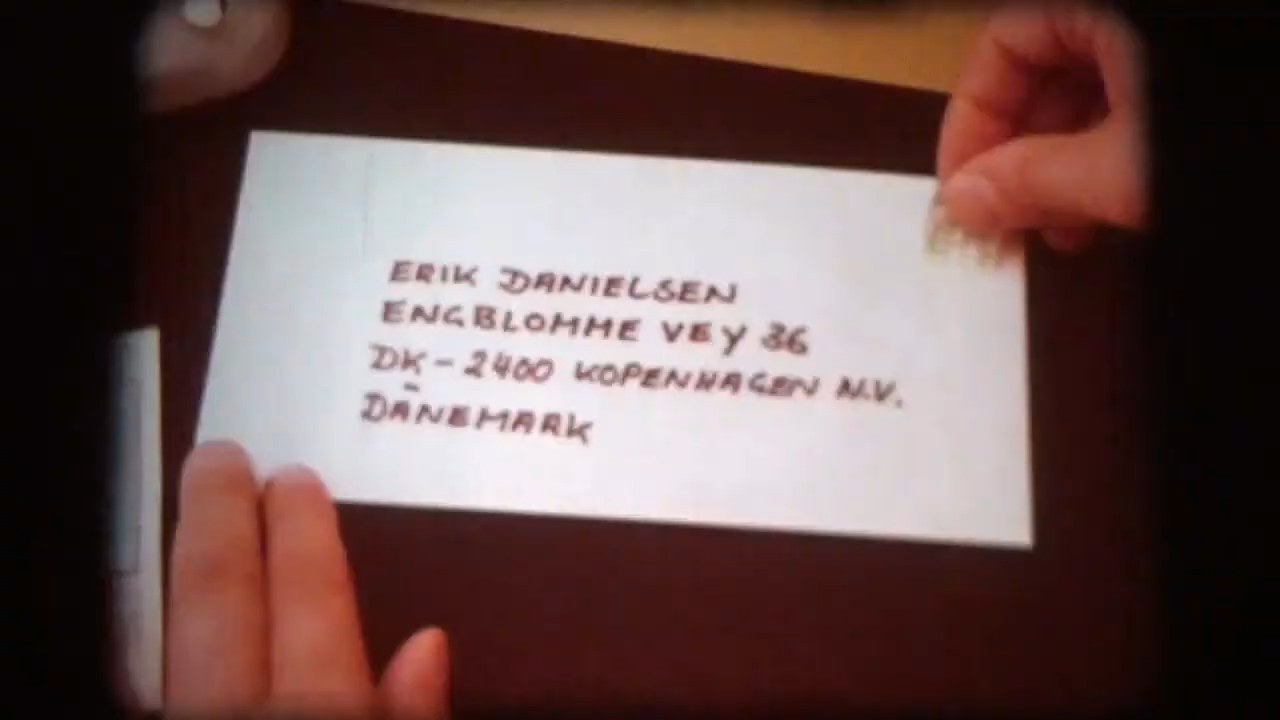 ERIK DANIELSEN
ENGBLOMME VEY 36
DK - 2400 KOPENHAGEN N.V.
DÄNEMARK